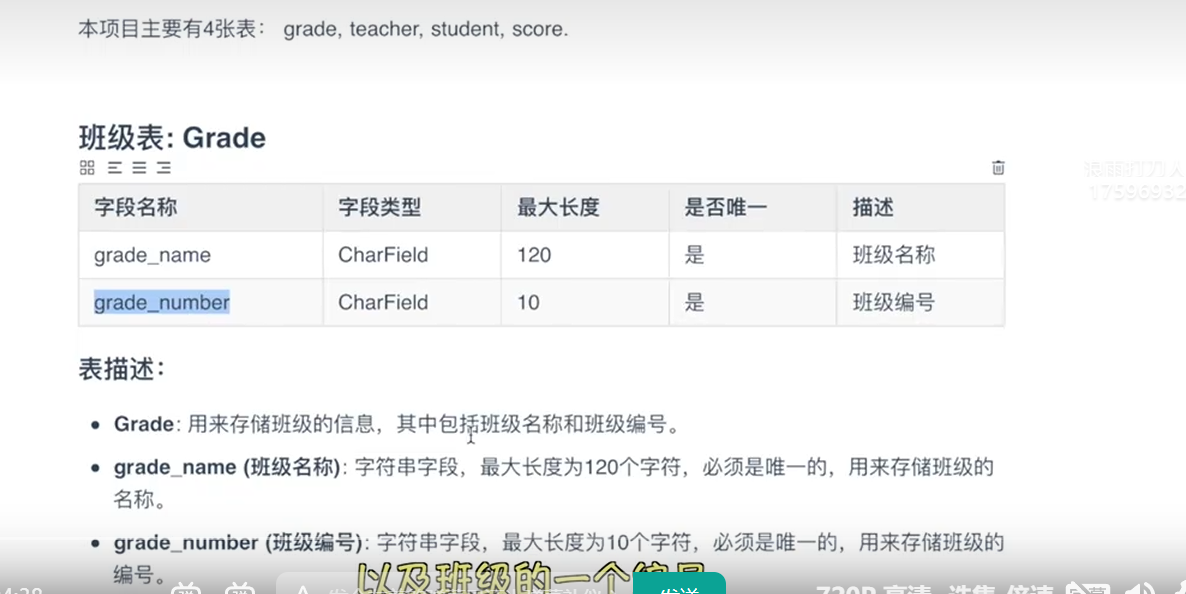 本项目主要有4张表： grade, teacher, student, score.
班级表: Grade
字段名称 字段类型 最大长度 是否唯一 描述
grade_name CharField 120 是 班级名称
grade_number CharField 10 是 班级编号
表描述：
Grade: 用来存储班级的信息，其中包括班级名称和班级编号。
grade_name (班级名称): 字符串字段，最大长度为120个字符，必须是唯一的，用来存储班级的
名称。
grade_number (班级编号): 字符串字段，最大长度为10个字符，必须是唯一的，用来存储班级的
编号。
以及班级的一个编号
17596932
发送
720P 高清 选集 倍速